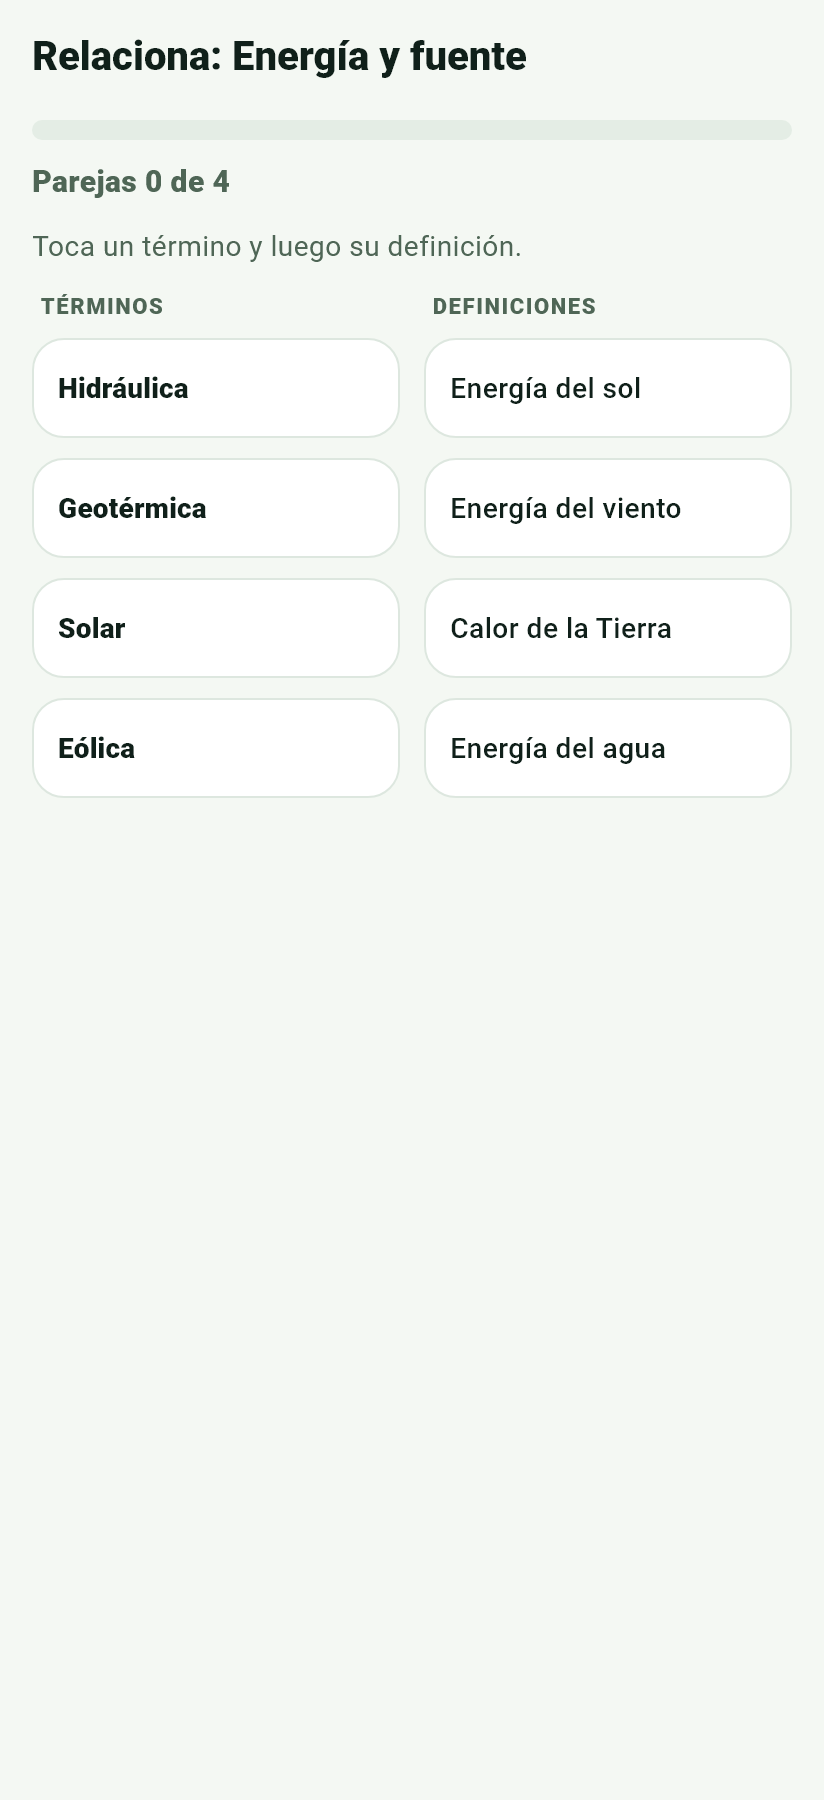 Relaciona: Energía y fuente
Parejas 0 de 4
Toca un término y luego su definición.
TÉRMINOS
DEFINICIONES
Hidráulica
Energía del sol
Geotérmica
Energía del viento
Solar
Calor de la Tierra
Eólica
Energía del agua